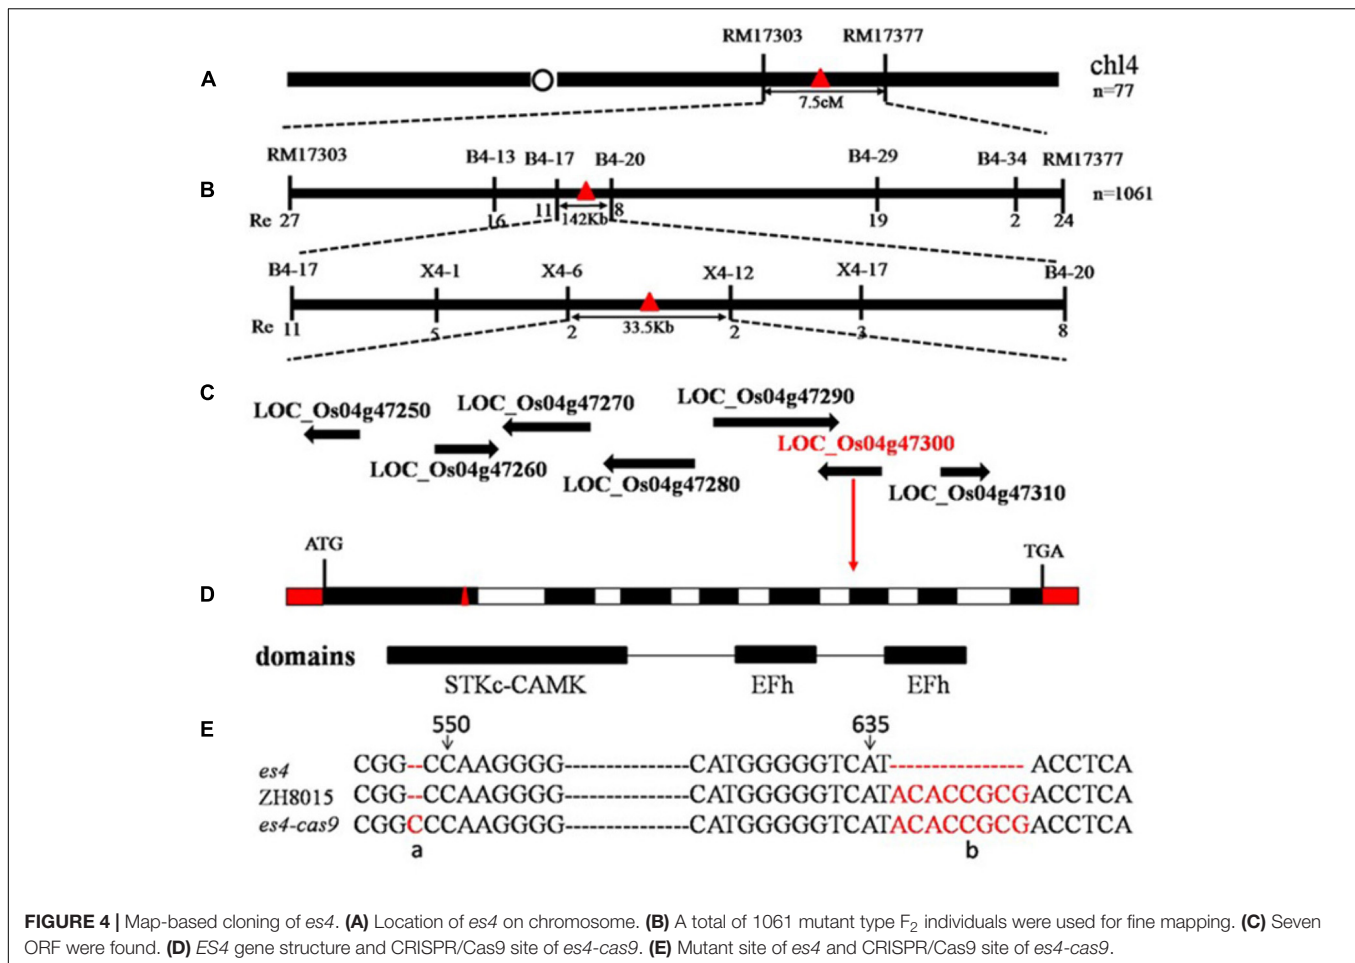 RM17303 RM17377
A
chl4
n=77
7.5cM
RM17303 B4-13 B4-17 B4-20 B4-29 B4-34 RM17377
B
n=1061
Re 27 16 11 142Kb 8 19 2 24
B4-17 X4-1 X4-6 X4-12 X4-17 B4-20
Re 11 5 2 33.5Kb 2 3 8
C
LOC_Os04g47250 LOC_Os04g47270 LOC_Os04g47290
LOC_Os04g47300
LOC_Os04g47260 LOC_Os04g47280 LOC_Os04g47310
ATG TGA
D
domains
STKc-CAMK EFh EFh
E
550 635
es4 CGG--CCAAGGGG--------------CATGGGGGTCAT---------------- ACCTCA
ZH8015 CGG--CCAAGGGG--------------CATGGGGGTCATACACCGCGACCTCA
es4-cas9 CGGCCCAAGGGG--------------CATGGGGGTCATACACCGCGACCTCA
a b
FIGURE 4 | Map-based cloning of es4. (A) Location of es4 on chromosome. (B) A total of 1061 mutant type F2 individuals were used for fine mapping. (C) Seven
ORF were found. (D) ES4 gene structure and CRISPR/Cas9 site of es4-cas9. (E) Mutant site of es4 and CRISPR/Cas9 site of es4-cas9.